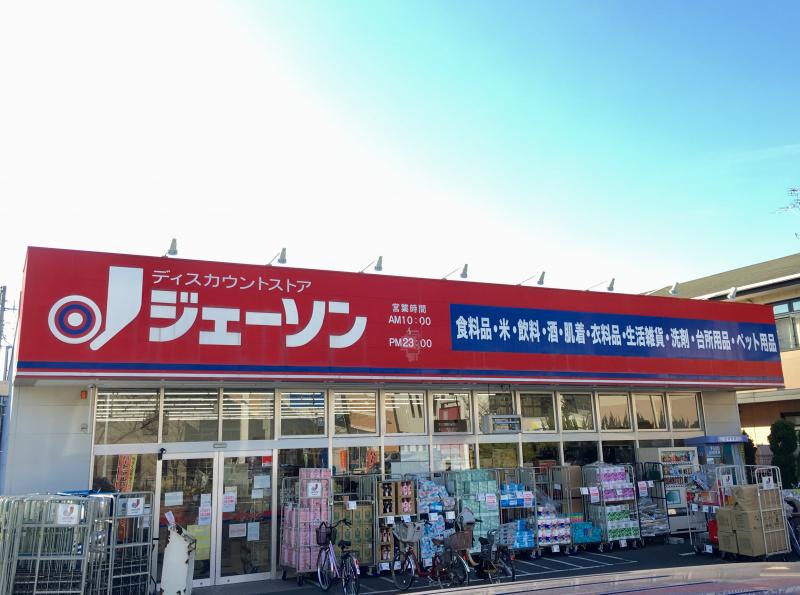 ディスカウントストア
ジェーソン
営業時間
AM10:00
PM23:00
食料品・米・飲料・酒・肌着・衣料品・生活雑貨・洗剤・台所用品・ペット用品